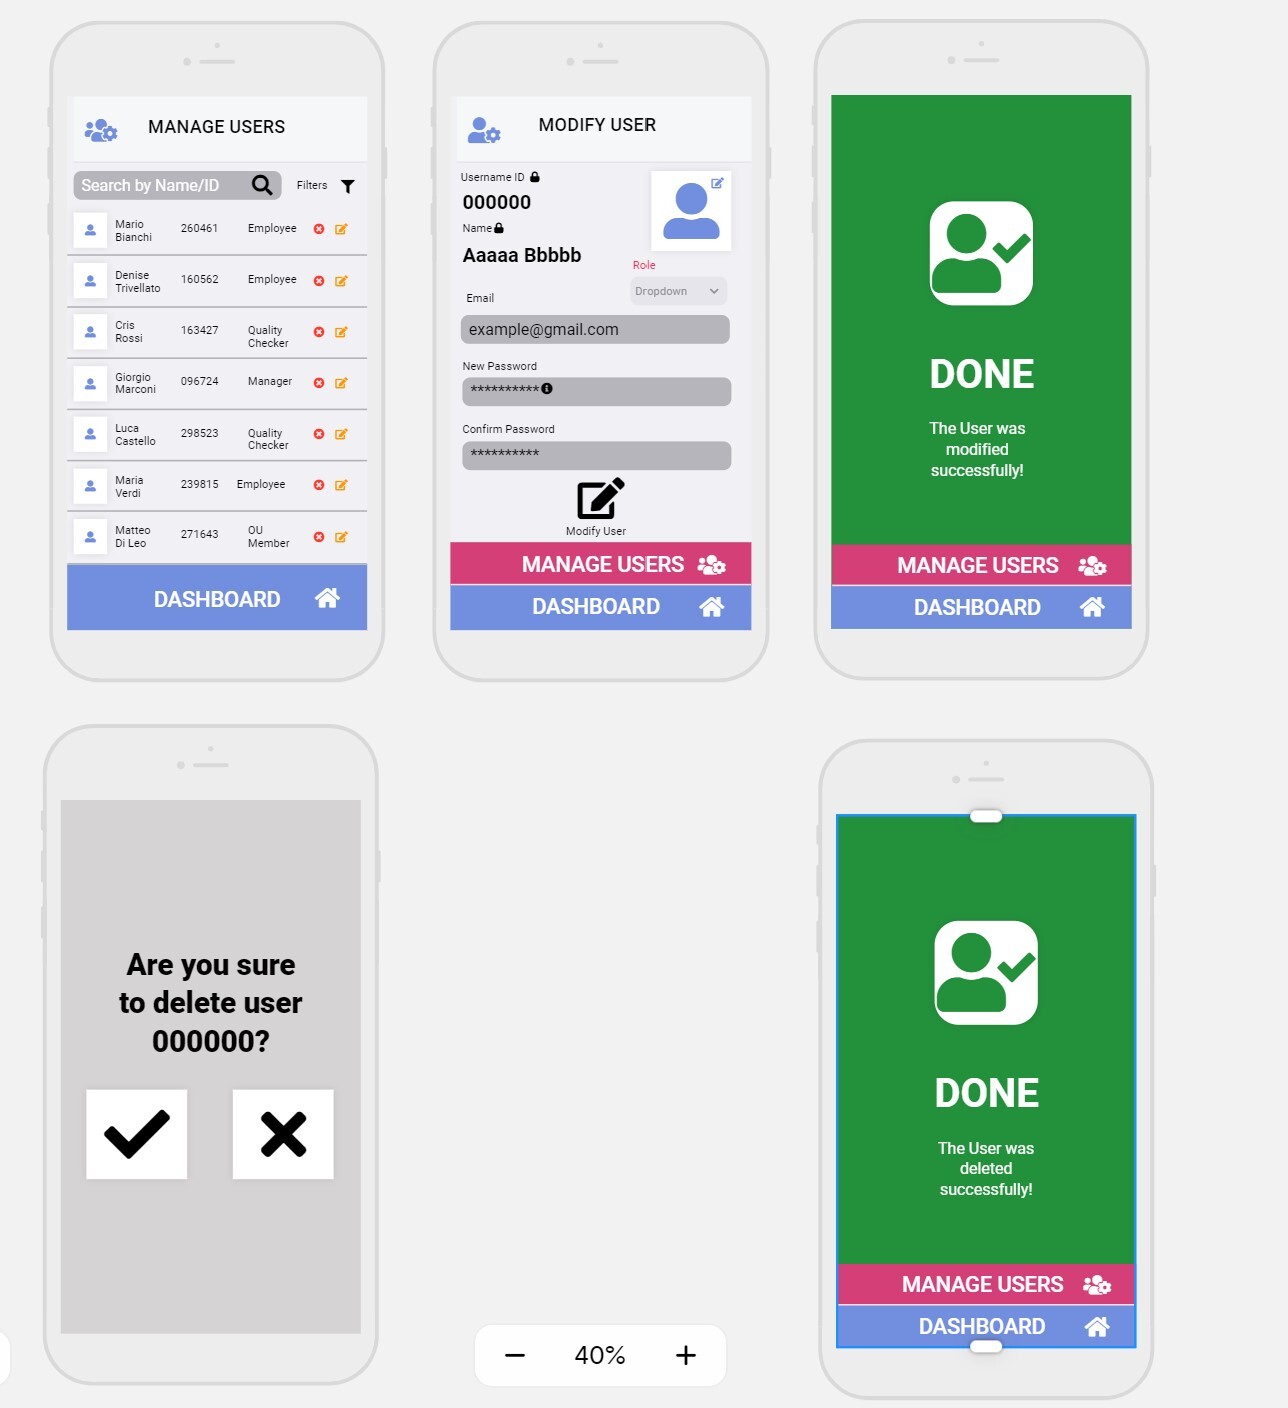 MANAGE USERS
Search by Name/ID
Filters
Mario
Bianchi
260461
Employee
Denise
Trivellato
160562
Employee
Cris
Rossi
163427
Quality
Checker
Giorgio
Marconi
096724
Manager
Luca
Castello
298523
Quality
Checker
Maria
Verdi
239815
Employee
Matteo
Di Leo
271643
OU
Member
DASHBOARD
MODIFY USER
Username ID
000000
Name
Aaaaa Bbbbb
Role
Dropdown
Email
example@gmail.com
New Password
**********
Confirm Password
**********
Modify User
MANAGE USERS
DASHBOARD
DONE
The User was
modified
successfully!
MANAGE USERS
DASHBOARD
Are you sure
to delete user
000000?
DONE
The User was
deleted
successfully!
MANAGE USERS
DASHBOARD
40%